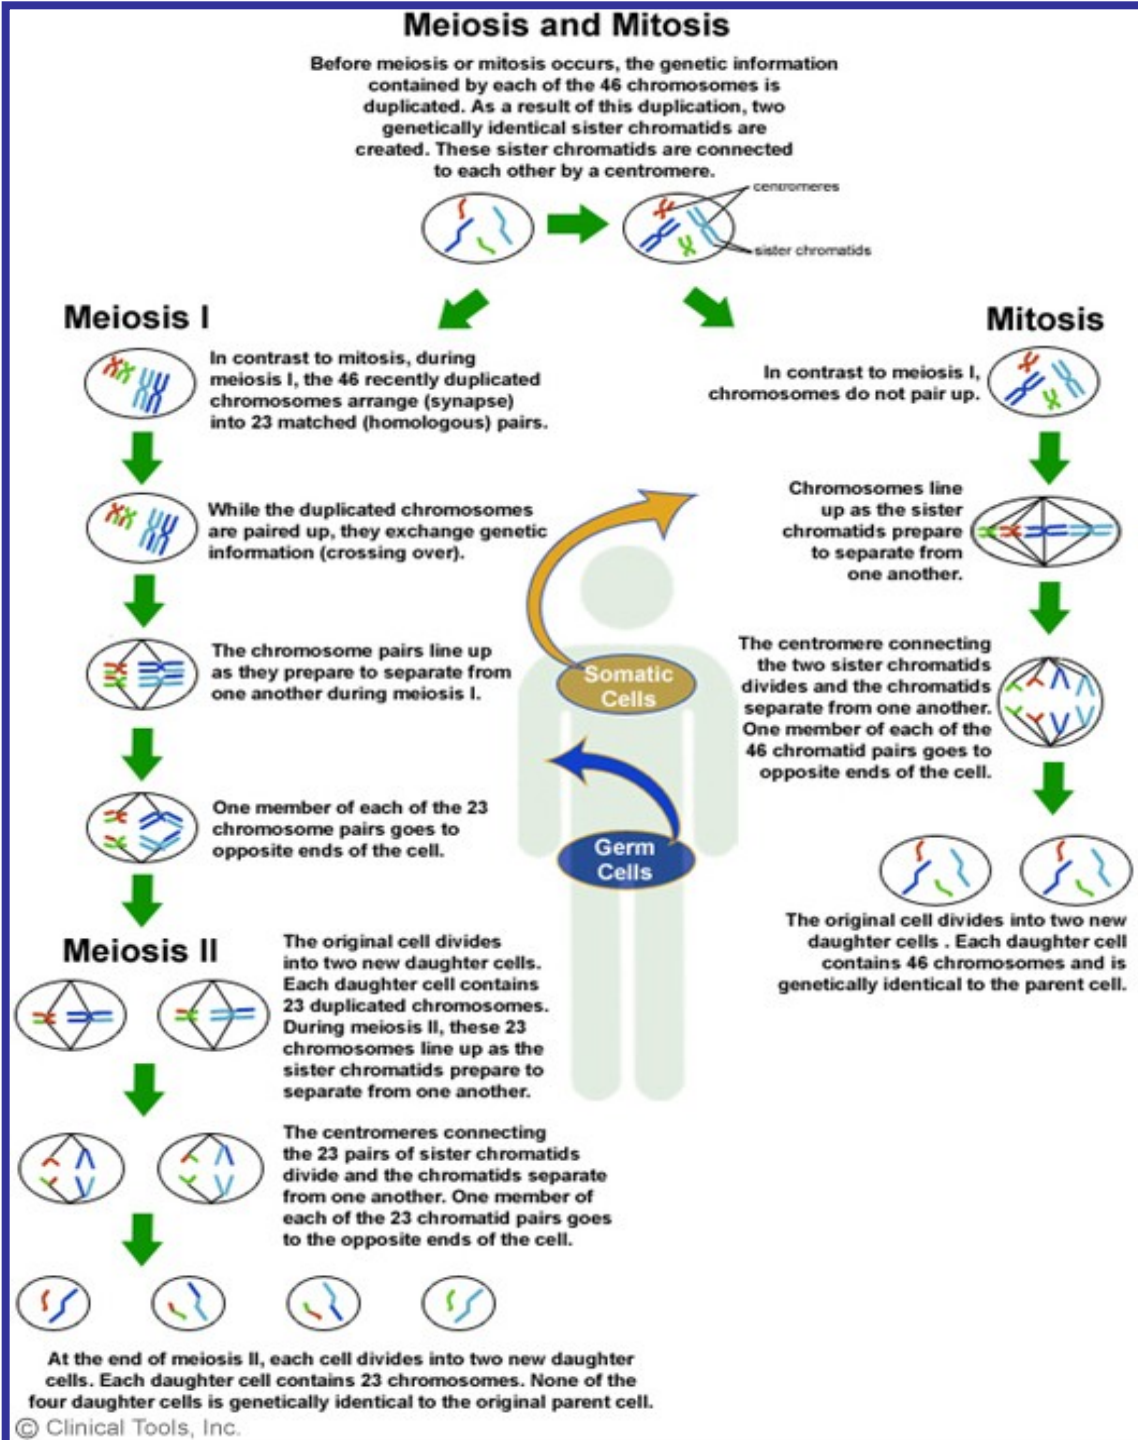 Meiosis and Mitosis
Before meiosis or mitosis occurs, the genetic information
contained by each of the 46 chromosomes is
duplicated. As a result of this duplication, two
genetically identical sister chromatids are
created. These sister chromatids are connected
to each other by a centromere.
centromeres
sister chromatids
Meiosis I
In contrast to mitosis, during
meiosis I, the 46 recently duplicated
chromosomes arrange (synapse)
into 23 matched (homologous) pairs.
While the duplicated chromosomes
are paired up, they exchange genetic
information (crossing over).
The chromosome pairs line up
as they prepare to separate from
one another during meiosis I.
One member of each of the 23
chromosome pairs goes to
opposite ends of the cell.
Meiosis II
The original cell divides
into two new daughter cells.
Each daughter cell contains
23 duplicated chromosomes.
During meiosis II, these 23
chromosomes line up as the
sister chromatids prepare to
separate from one another.
The centromeres connecting
the 23 pairs of sister chromatids
divide and the chromatids separate
from one another. One member of
each of the 23 chromatid pairs goes
to the opposite ends of the cell.
At the end of meiosis II, each cell divides into two new daughter
cells. Each daughter cell contains 23 chromosomes. None of the
four daughter cells is genetically identical to the original parent cell.
Somatic
Cells
Germ
Cells
Mitosis
In contrast to meiosis I,
chromosomes do not pair up.
Chromosomes line
up as the sister
chromatids prepare
to separate from
one another.
The centromere connecting
the two sister chromatids
divides and the chromatids
separate from one another.
One member of each of the
46 chromatid pairs goes to
opposite ends of the cell.
The original cell divides into two new
daughter cells . Each daughter cell
contains 46 chromosomes and is
genetically identical to the parent cell.
© Clinical Tools, Inc.